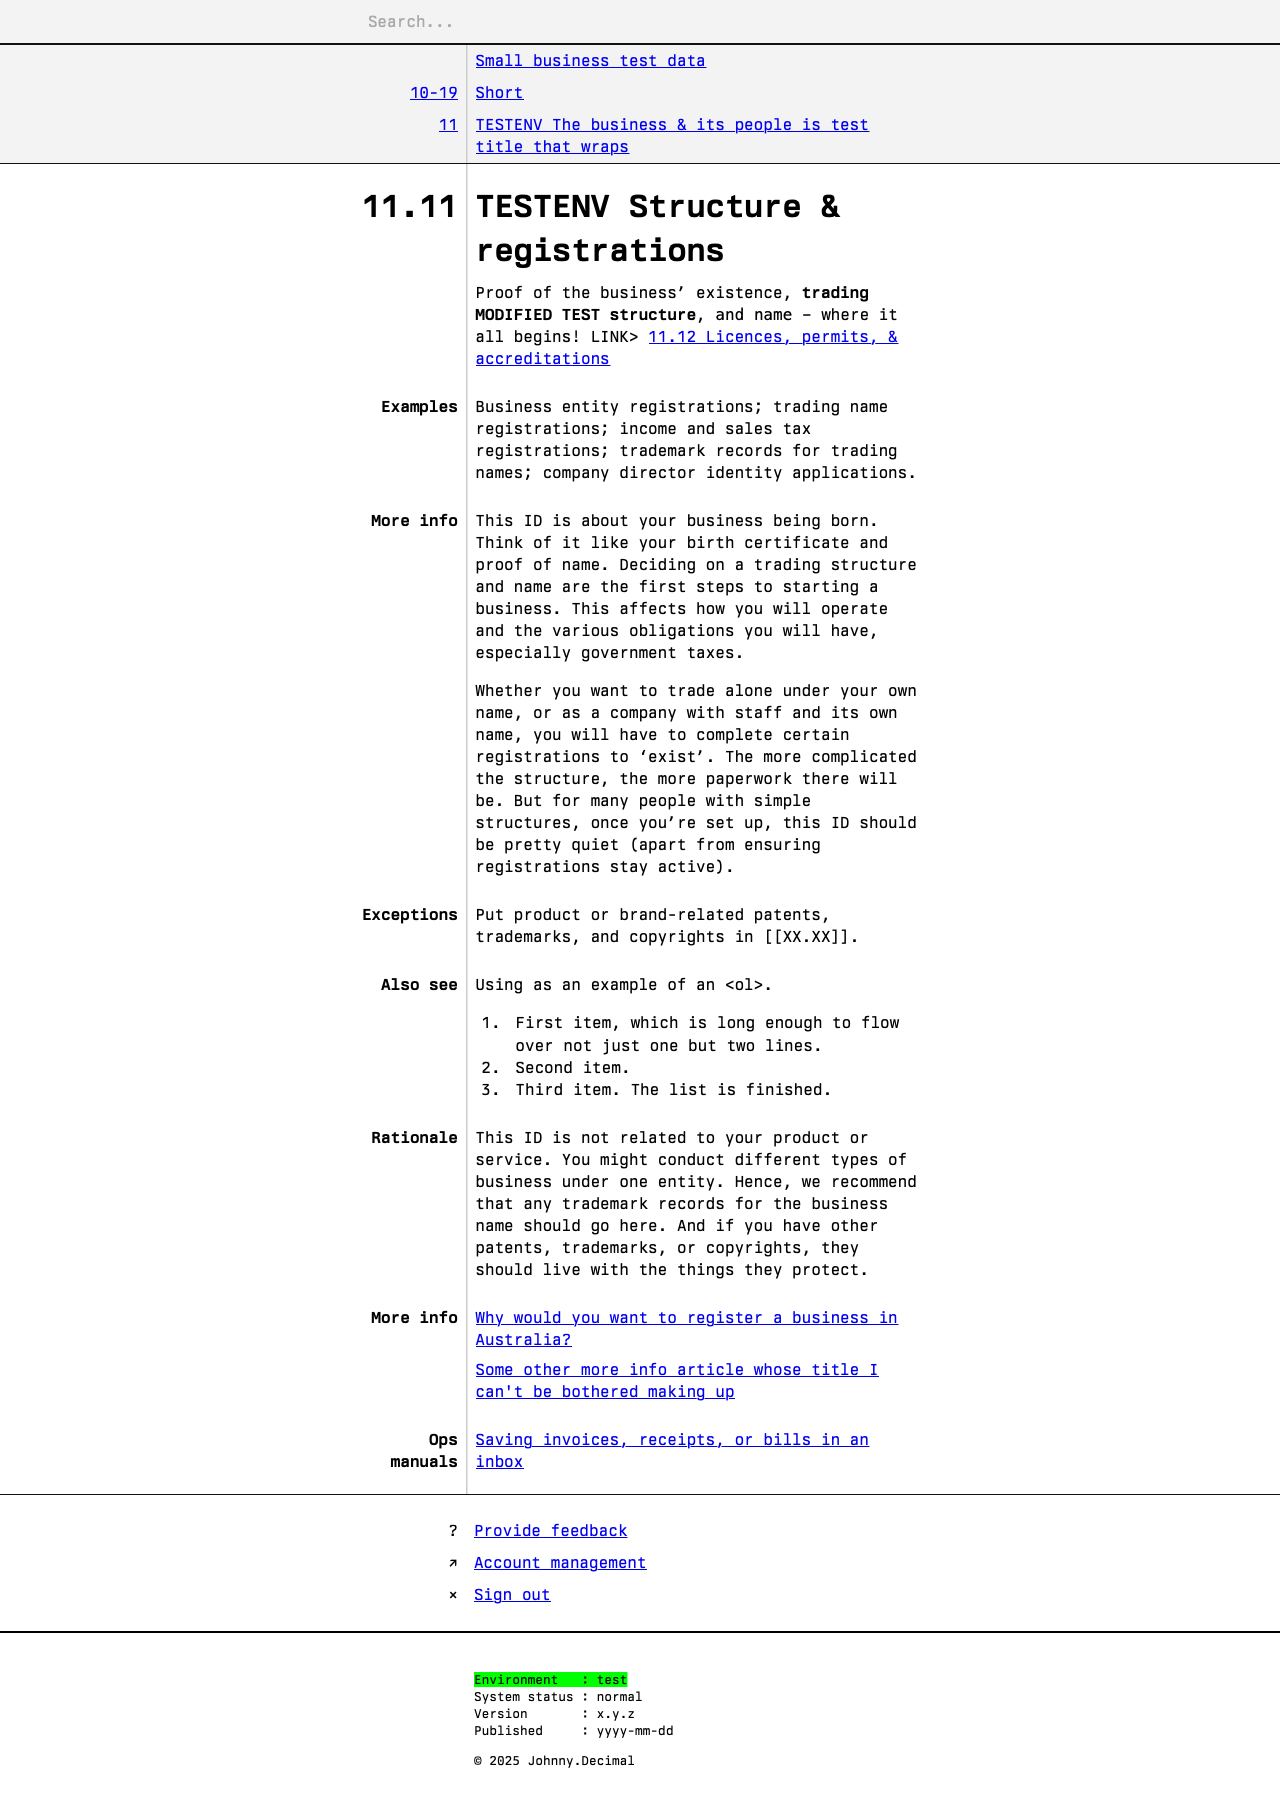 Search...
Small business test data
10-19 Short
11 TESTENV The business & its people is test
title that wraps
11.11 TESTENV Structure &
registrations
Proof of the business’ existence, trading
MODIFIED TEST structure, and name – where it
all begins! LINK> 11.12 Licences, permits, &
accreditations
Examples Business entity registrations; trading name
registrations; income and sales tax
registrations; trademark records for trading
names; company director identity applications.
More info This ID is about your business being born.
Think of it like your birth certificate and
proof of name. Deciding on a trading structure
and name are the first steps to starting a
business. This affects how you will operate
and the various obligations you will have,
especially government taxes.
Whether you want to trade alone under your own
name, or as a company with staff and its own
name, you will have to complete certain
registrations to ‘exist’. The more complicated
the structure, the more paperwork there will
be. But for many people with simple
structures, once you’re set up, this ID should
be pretty quiet (apart from ensuring
registrations stay active).
Exceptions Put product or brand-related patents,
trademarks, and copyrights in [[XX.XX]].
Also see Using as an example of an <ol>.
1. First item, which is long enough to flow
over not just one but two lines.
2. Second item.
3. Third item. The list is finished.
Rationale This ID is not related to your product or
service. You might conduct different types of
business under one entity. Hence, we recommend
that any trademark records for the business
name should go here. And if you have other
patents, trademarks, or copyrights, they
should live with the things they protect.
More info Why would you want to register a business in
Australia?
Some other more info article whose title I
can't be bothered making up
Ops manuals Saving invoices, receipts, or bills in an
inbox
? Provide feedback
↗ Account management
× Sign out
Environment : test
System status : normal
Version : x.y.z
Published : yyyy-mm-dd
© 2025 Johnny.Decimal